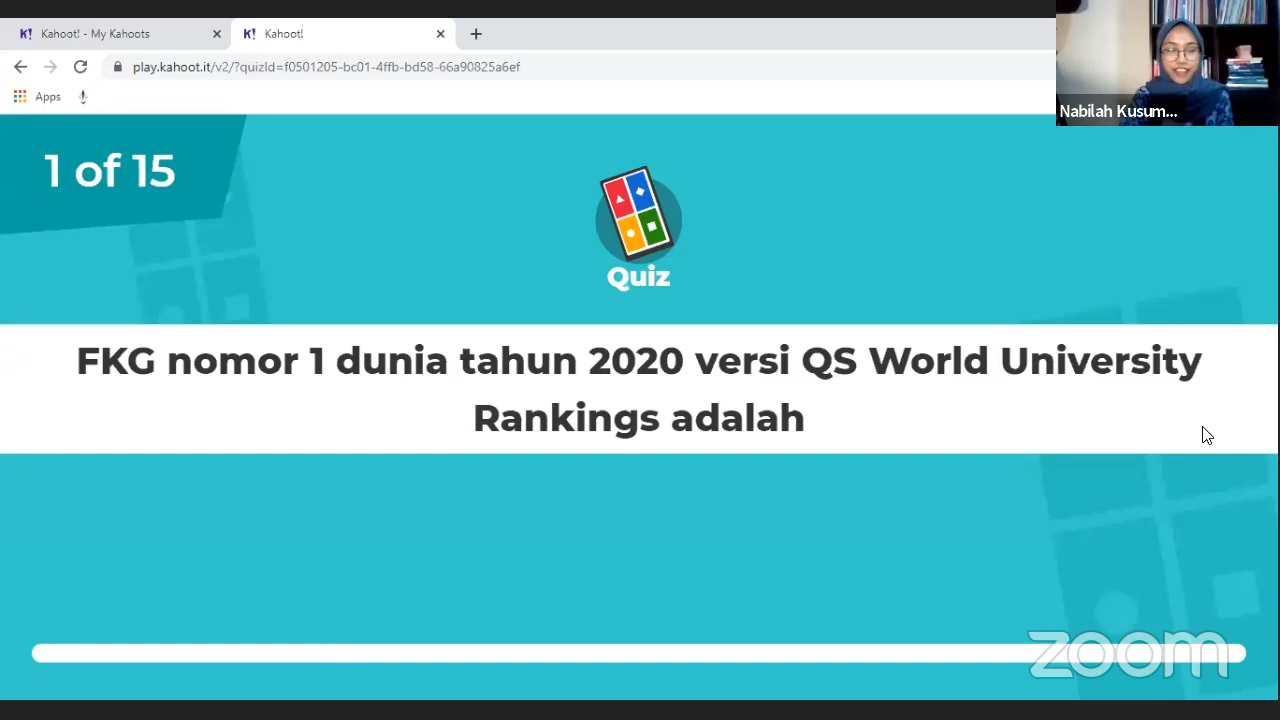 Kahoot! - My Kahoots
Kahoot!
play.kahoot.it/v2/?quizId=f0501205-bc01-4ffb-bd58-66a90825a6ef
Apps
Nabilah Kusum...
1 of 15
Quiz
FKG nomor 1 dunia tahun 2020 versi QS World University
Rankings adalah
zoom